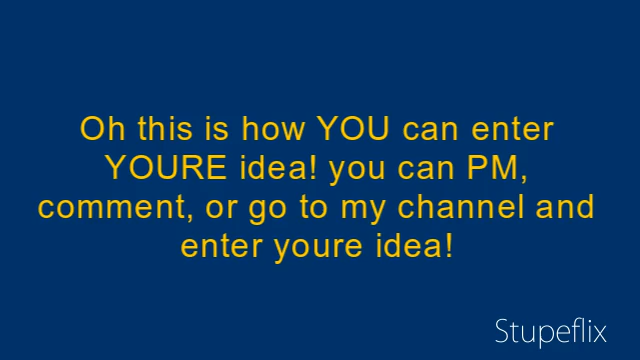 Oh this is how YOU can enter
YOURE idea! you can PM,
comment, or go to my channel and
enter youre idea!
Stupeflix